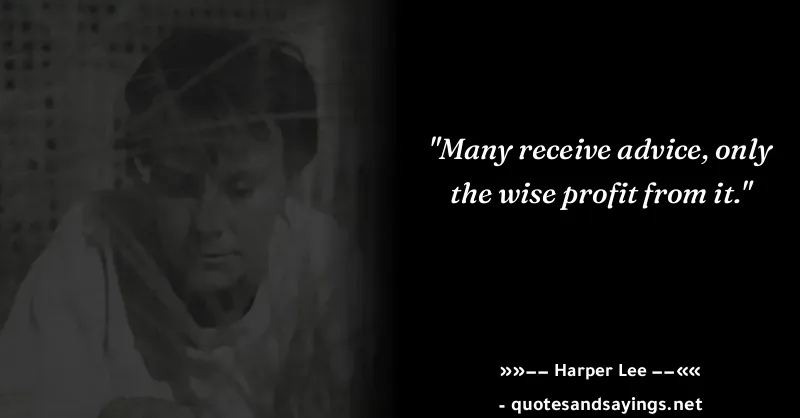 "Many receive advice, only
the wise profit from it."
»»–– Harper Lee ––««
- quotesandsayings.net